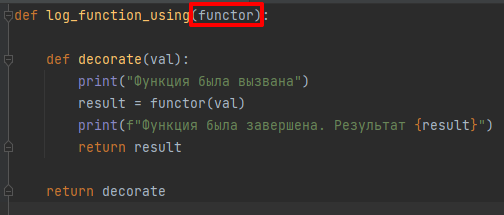 def log_function_using(functor):
def decorate(val):
print("Функция была вызвана")
result = functor(val)
print(f"Функция была завершена. Результат {result}")
return result
return decorate